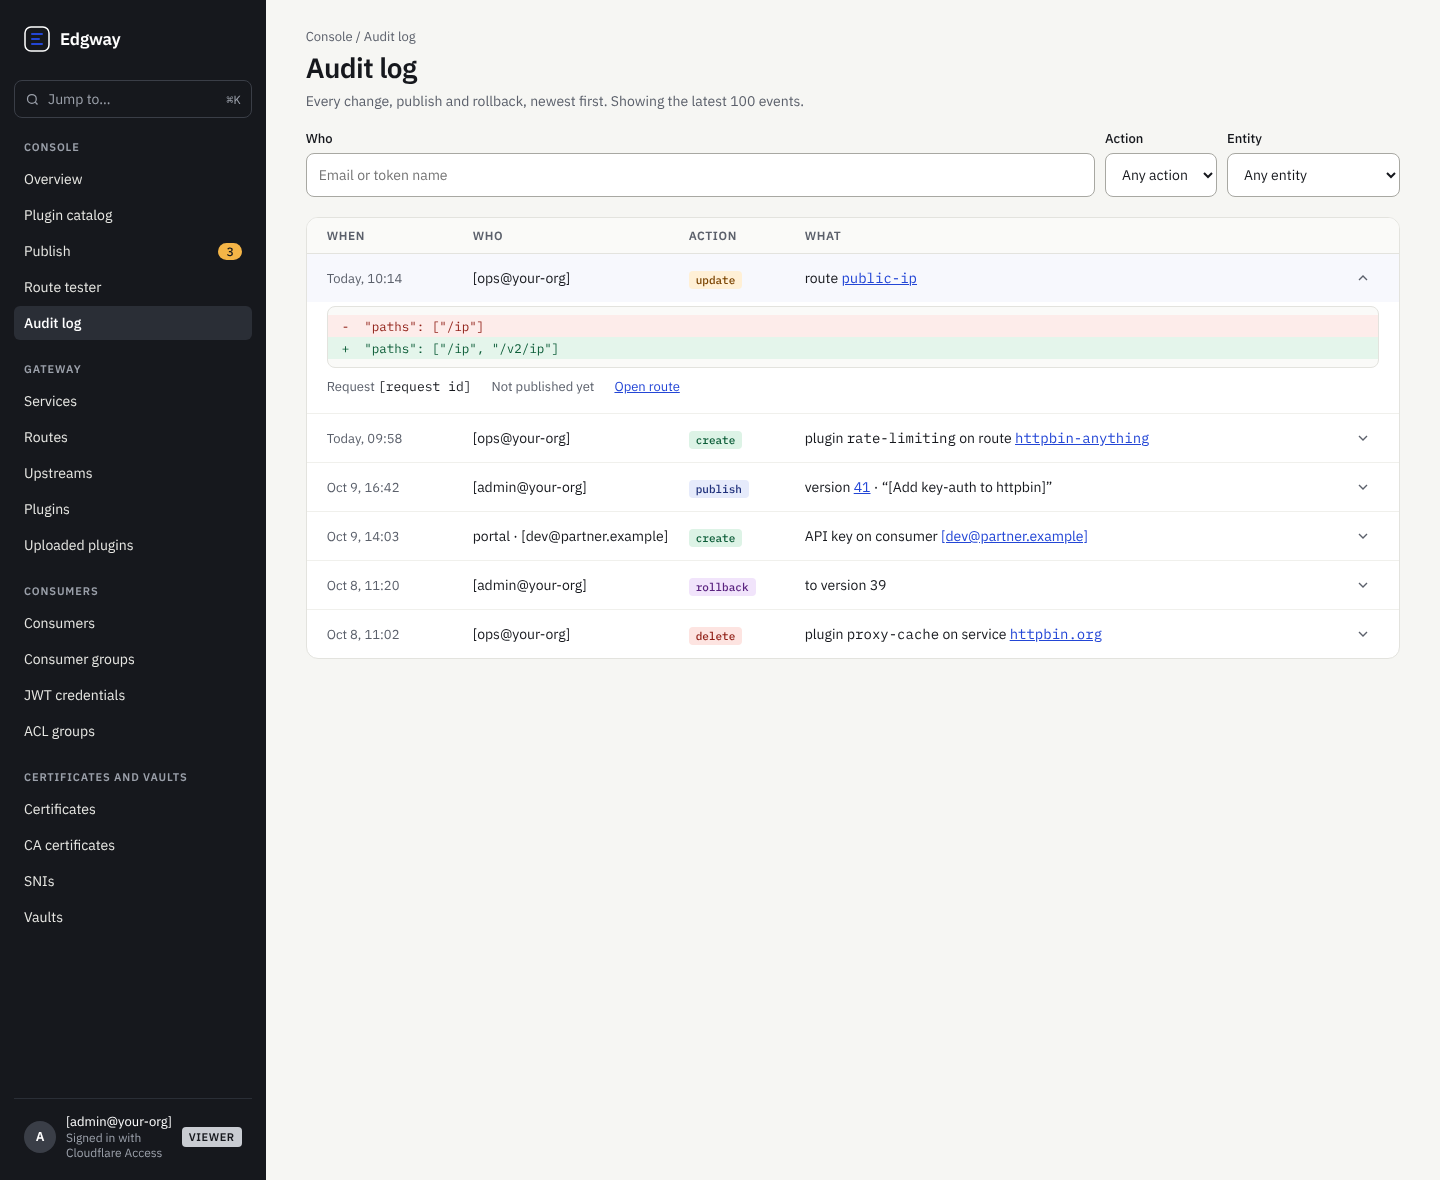 Edgway
Jump to...
⌘K
CONSOLE
Overview
Plugin catalog
Publish 3
Route tester
Audit log
GATEWAY
Services
Routes
Upstreams
Plugins
Uploaded plugins
CONSUMERS
Consumers
Consumer groups
JWT credentials
ACL groups
CERTIFICATES AND VAULTS
Certificates
CA certificates
SNIs
Vaults
A
[admin@your-org]
Signed in with
Cloudflare Access
VIEWER
Console / Audit log
Audit log
Every change, publish and rollback, newest first. Showing the latest 100 events.
Who Action Entity
Email or token name Any action Any entity
WHEN WHO ACTION WHAT
Today, 10:14 [ops@your-org] update route public-ip
- "paths": ["/ip"]
+ "paths": ["/ip", "/v2/ip"]
Request [request id] Not published yet Open route
Today, 09:58 [ops@your-org] create plugin rate-limiting on route httpbin-anything
Oct 9, 16:42 [admin@your-org] publish version 41 · “[Add key-auth to httpbin]”
Oct 9, 14:03 portal · [dev@partner.example] create API key on consumer [dev@partner.example]
Oct 8, 11:20 [admin@your-org] rollback to version 39
Oct 8, 11:02 [ops@your-org] delete plugin proxy-cache on service httpbin.org